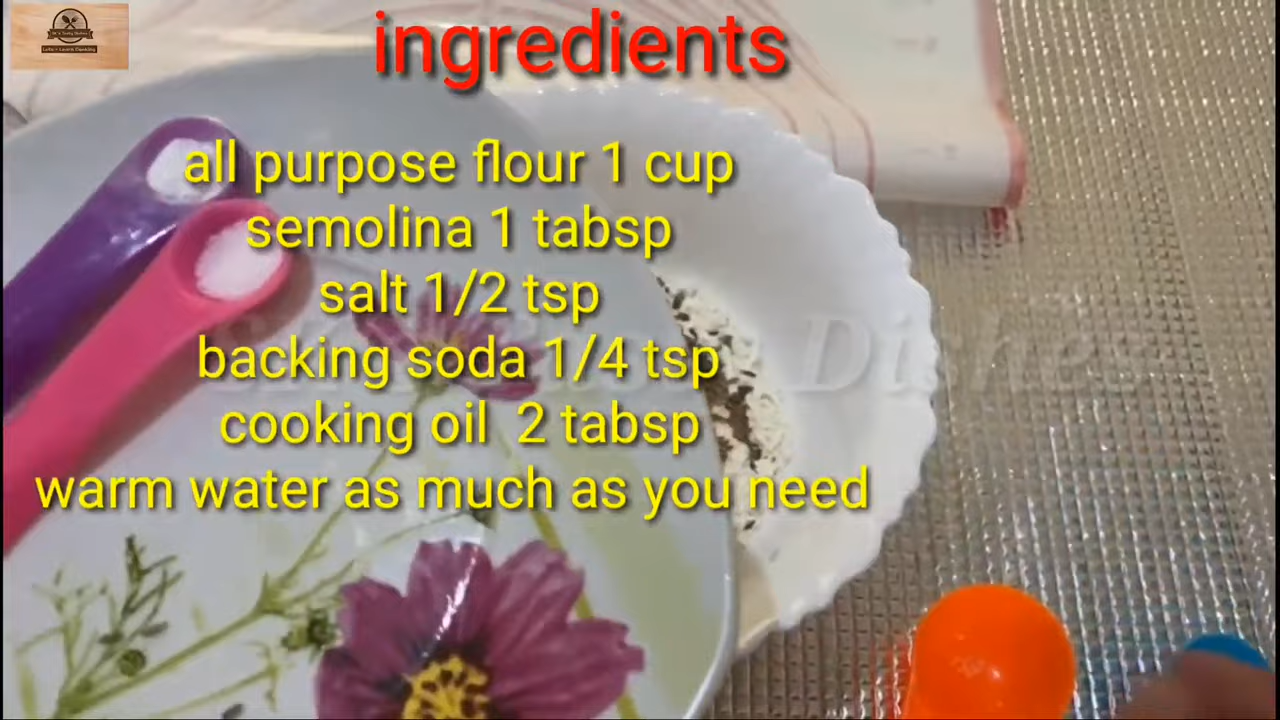 ingredients
all purpose flour 1 cup
semolina 1 tabsp
salt 1/2 tsp
backing soda 1/4 tsp
cooking oil 2 tabsp
warm water as much as you need